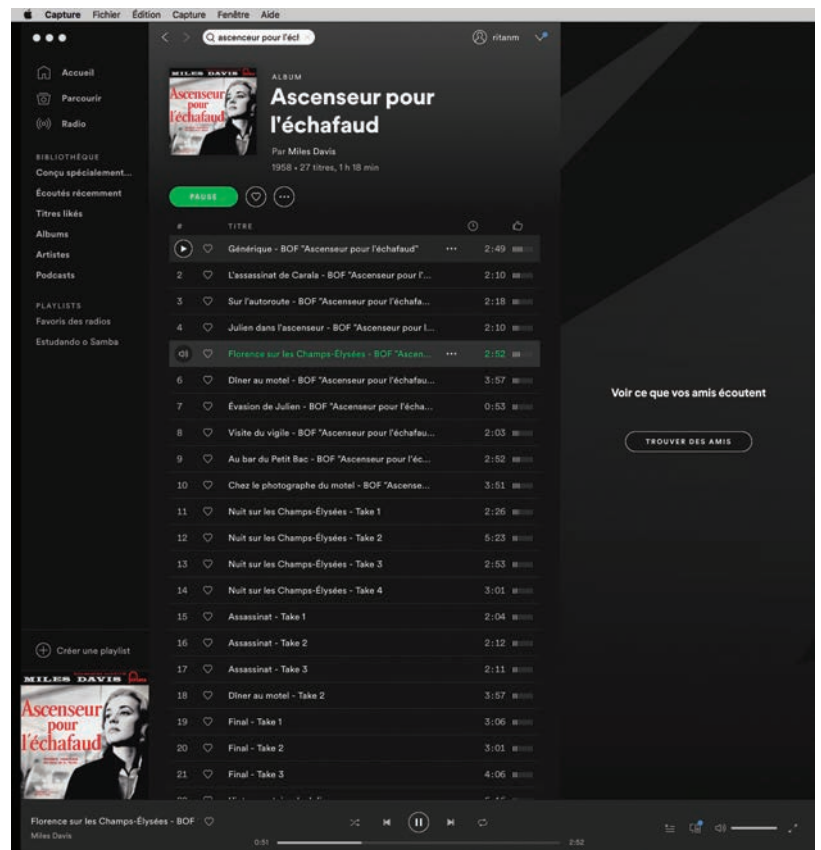 Capture Fichier Édition Capture Fenêtre Aide
ascenceur pour l'écl
ritanm
Accueil
Parcourir
Radio
BIBLIOTHÈQUE
Conçu spécialement...
Écoutés récemment
Titres likés
Albums
Artistes
Podcasts
PLAYLISTS
Favoris des radios
Estudando o Samba
Créer une playlist
MILES DAVIS
Ascenseur
pour
l'échafaud
MILES DAVIS
Ascenseur
pour
l'échafaud
ALBUM
Ascenseur pour
l'échafaud
Par Miles Davis
1958 • 27 titres, 1 h 18 min
PAUSE
# TITRE
Générique - BOF "Ascenseur pour l'échafaud" ... 2:49
2 L'assassinat de Carala - BOF "Ascenseur pour l'... 2:10
3 Sur l'autoroute - BOF "Ascenseur pour l'échafa... 2:18
4 Julien dans l'ascenseur - BOF "Ascenseur pour l... 2:10
Florence sur les Champs-Élysées - BOF "Ascen... ... 2:52
6 Dîner au motel - BOF "Ascenseur pour l'échafau... 3:57
7 Évasion de Julien - BOF "Ascenseur pour l'écha... 0:53
8 Visite du vigile - BOF "Ascenseur pour l'échafau... 2:03
9 Au bar du Petit Bac - BOF "Ascenseur pour l'éc... 2:52
10 Chez le photographe du motel - BOF "Ascense... 3:51
11 Nuit sur les Champs-Élysées - Take 1 2:26
12 Nuit sur les Champs-Élysées - Take 2 5:23
13 Nuit sur les Champs-Élysées - Take 3 2:53
14 Nuit sur les Champs-Élysées - Take 4 3:01
15 Assassinat - Take 1 2:04
16 Assassinat - Take 2 2:12
17 Assassinat - Take 3 2:11
18 Dîner au motel - Take 2 3:57
19 Final - Take 1 3:06
20 Final - Take 2 3:01
21 Final - Take 3 4:06
Voir ce que vos amis écoutent
TROUVER DES AMIS
Florence sur les Champs-Élysées - BOF
Miles Davis
0:51
2:52